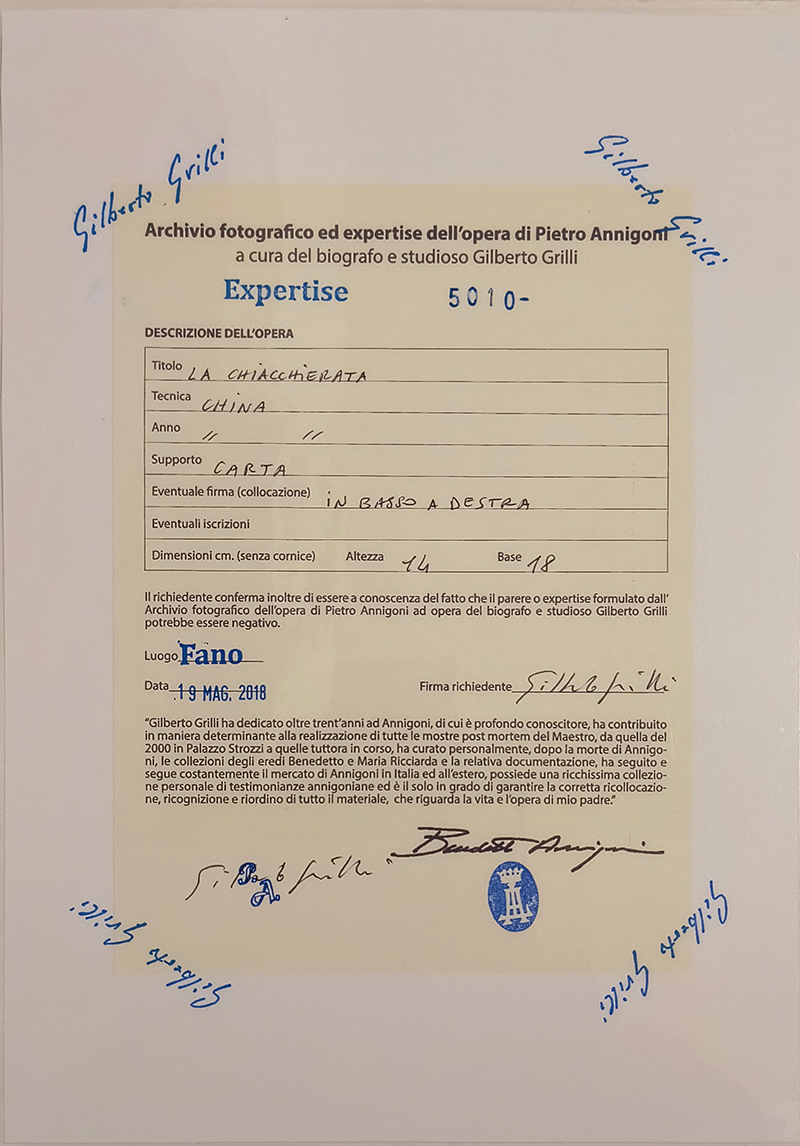 Gilberto Grilli
Gilberto Grilli
Archivio fotografico ed expertise dell'opera di Pietro Annigoni
a cura del biografo e studioso Gilberto Grilli
Expertise 5010-
DESCRIZIONE DELL'OPERA
Titolo LA CHIACCHIERATA
Tecnica CHINA
Anno // //
Supporto CARTA
Eventuale firma (collocazione) IN BASSO A DESTRA
Eventuali iscrizioni
Dimensioni cm. (senza cornice) Altezza 14 Base 18
Il richiedente conferma inoltre di essere a conoscenza del fatto che il parere o expertise formulato dall'
Archivio fotografico dell'opera di Pietro Annigoni ad opera del biografo e studioso Gilberto Grilli
potrebbe essere negativo.
Luogo Fano
Data 19 MAG. 2018 Firma richiedente Gilberto Grilli
"Gilberto Grilli ha dedicato oltre trent'anni ad Annigoni, di cui è profondo conoscitore, ha contribuito
in maniera determinante alla realizzazione di tutte le mostre post mortem del Maestro, da quella del
2000 in Palazzo Strozzi a quelle tuttora in corso, ha curato personalmente, dopo la morte di Annigo-
ni, le collezioni degli eredi Benedetto e Maria Ricciarda e la relativa documentazione, ha seguito e
segue costantemente il mercato di Annigoni in Italia ed all'estero, possiede una ricchissima collezio-
ne personale di testimonianze annigoniane ed è il solo in grado di garantire la corretta ricollocazio-
ne, ricognizione e riordino di tutto il materiale, che riguarda la vita e l'opera di mio padre."
Benedetto Annigoni
Gilberto Grilli
Gilberto Grilli
Gilberto Grilli